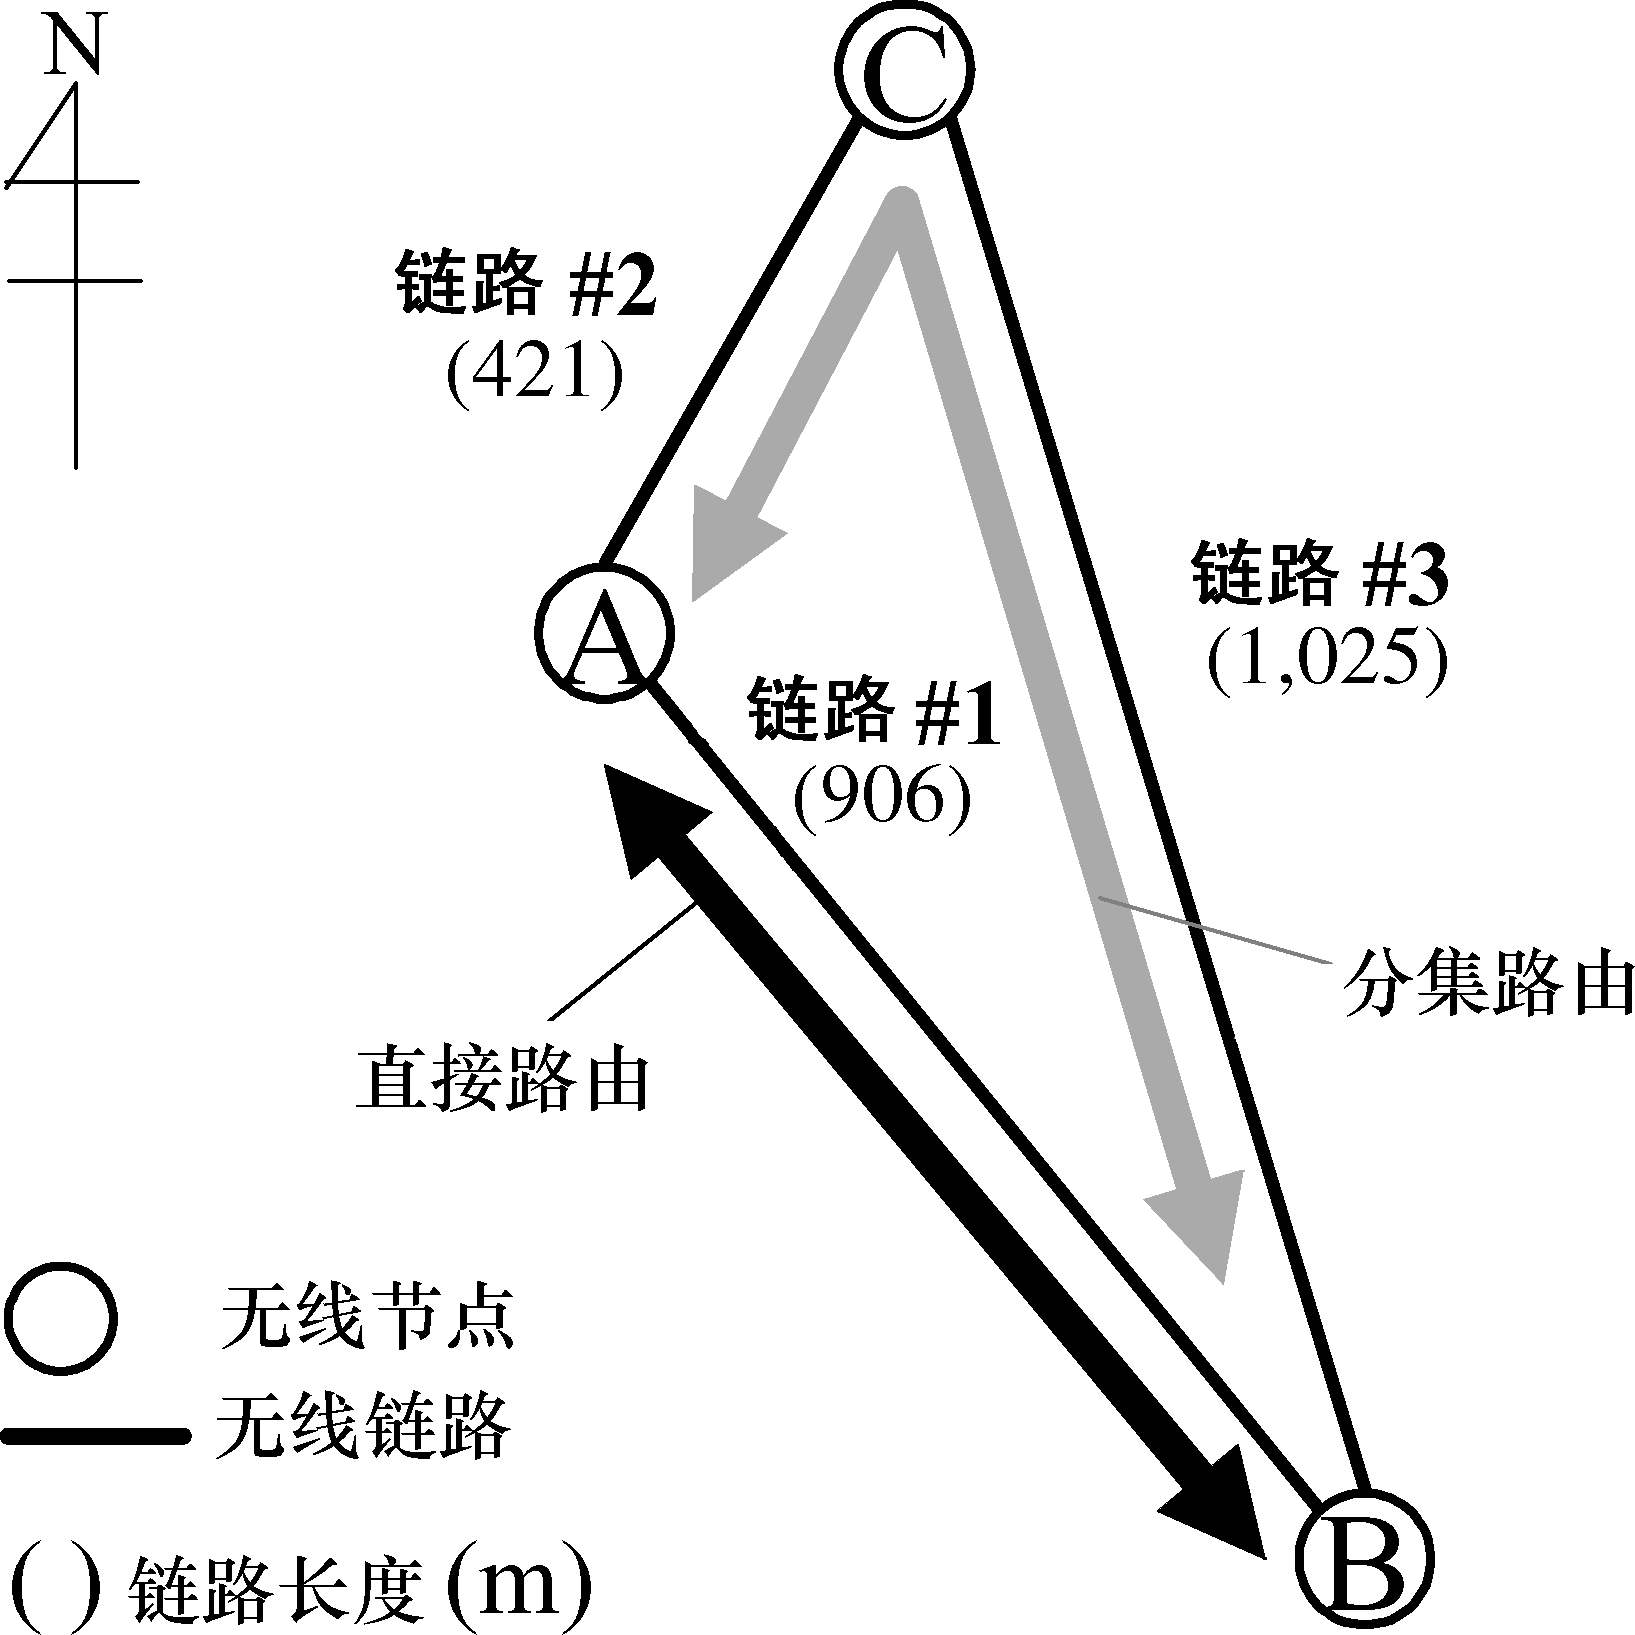 N
C
链路 #2
(421)
链路 #3
(1,025)
A
链路 #1
(906)
分集路由
直接路由
无线节点
无线链路
B
( ) 链路长度 (m)